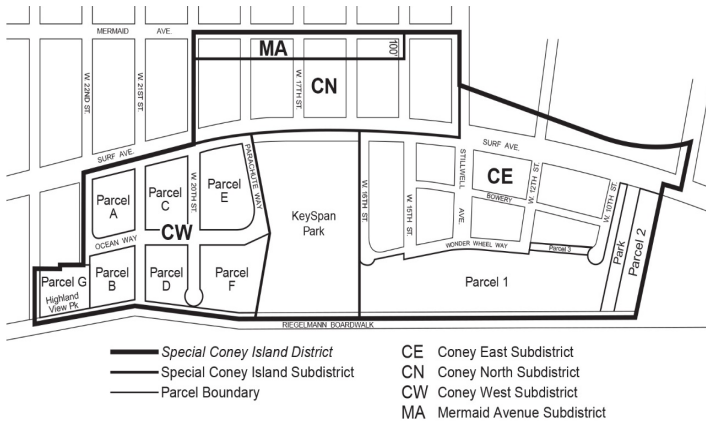 MERMAID AVE.
MA
100'
W. 22ND ST.
W. 21ST ST.
W. 17TH ST.
CN
SURF AVE.
SURF AVE.
Parcel
A
Parcel
C
W. 20TH ST.
Parcel
E
PARACHUTE WAY
KeySpan
Park
W. 16TH ST
W. 15TH ST.
STILLWELL
AVE.
CE
W. 12TH ST.
BOWERY
W. 10TH ST.
OCEAN WAY
CW
WONDER WHEEL WAY
Parcel 3
Park
Parcel 2
Parcel G
Highland
View Pk
Parcel
B
Parcel
D
Parcel
F
Parcel 1
RIEGELMANN BOARDWALK
Special Coney Island District
Special Coney Island Subdistrict
Parcel Boundary
CE Coney East Subdistrict
CN Coney North Subdistrict
CW Coney West Subdistrict
MA Mermaid Avenue Subdistrict